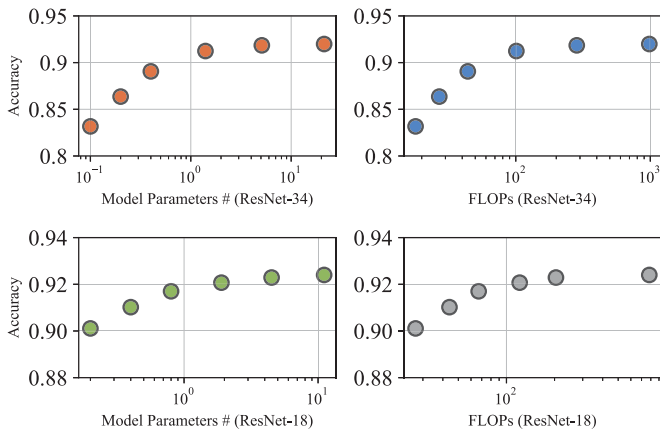 0.95
0.9
0.85
0.8
Accuracy
10⁻¹ 10⁰ 10¹
Model Parameters # (ResNet-34)
0.95
0.9
0.85
0.8
10² 10³
FLOPs (ResNet-34)
0.94
0.92
0.90
0.88
Accuracy
10⁰ 10¹
Model Parameters # (ResNet-18)
0.94
0.92
0.90
0.88
10²
FLOPs (ResNet-18)